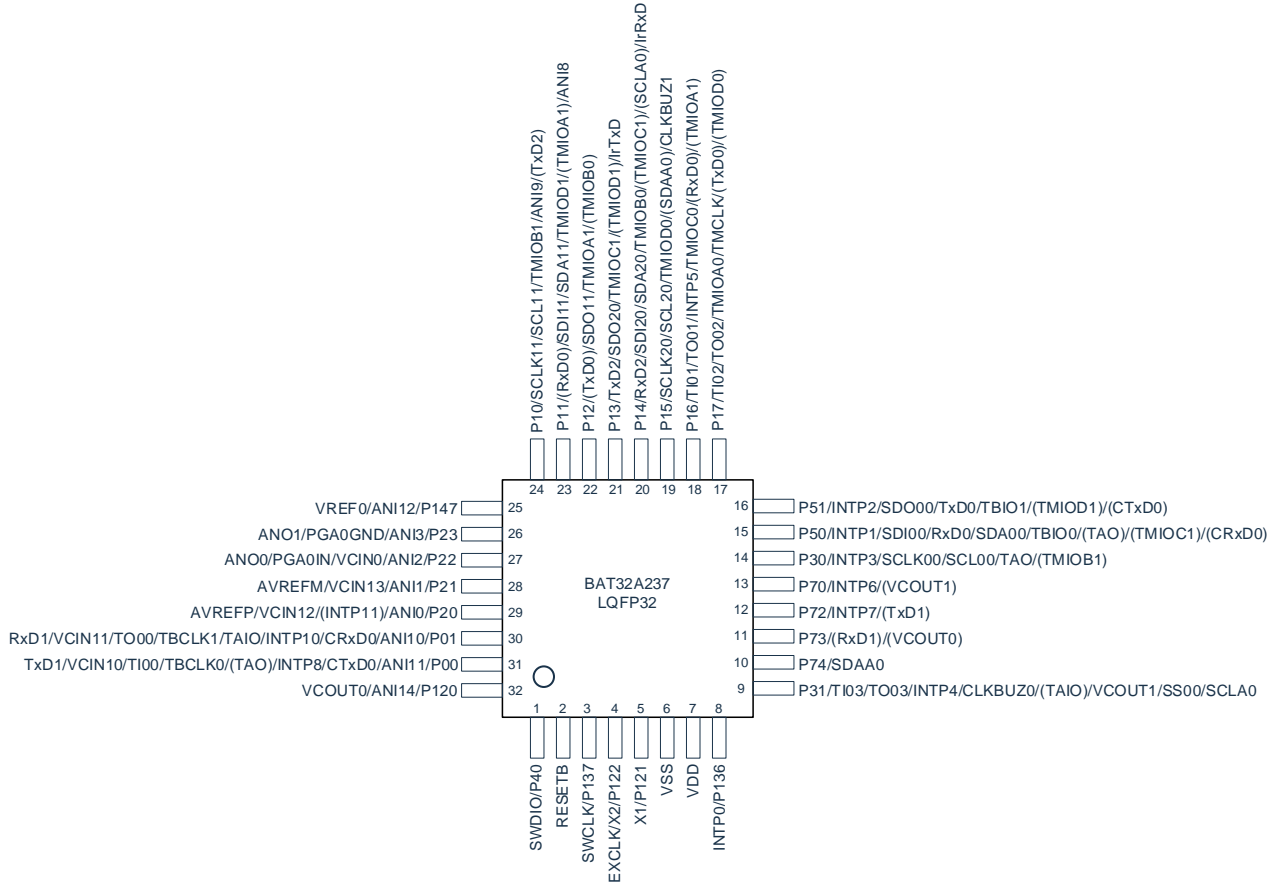 P10/SCLK11/SCL11/TMIOB1/ANI9/(TxD2)
P11/(RxD0)/SDI11/SDA11/TMIOD1/(TMIOA1)/ANI8
P12/(TxD0)/SDO11/TMIOA1/(TMIOB0)
P13/TxD2/SDO20/TMIOC1/(TMIOD1)/IrTxD
P14/RxD2/SDI20/SDA20/TMIOB0/(TMIOC1)/(SCLA0)/IrRxD
P15/SCLK20/SCL20/TMIOD0/(SDAA0)/CLKBUZ1
P16/TI01/TO01/INTP5/TMIOC0/(RxD0)/(TMIOA1)
P17/TI02/TO02/TMIOA0/TMCLK/(TxD0)/(TMIOD0)
24 23 22 21 20 19 18 17
VREF0/ANI12/P147 25
ANO1/PGA0GND/ANI3/P23 26
ANO0/PGA0IN/VCIN0/ANI2/P22 27
AVREFM/VCIN13/ANI1/P21 28
AVREFP/VCIN12/(INTP11)/ANI0/P20 29
RxD1/VCIN11/TO00/TBCLK1/TAIO/INTP10/CRxD0/ANI10/P01 30
TxD1/VCIN10/TI00/TBCLK0/(TAO)/INTP8/CTxD0/ANI11/P00 31
VCOUT0/ANI14/P120 32
BAT32A237
LQFP32
16 P51/INTP2/SDO00/TxD0/TBIO1/(TMIOD1)/(CTxD0)
15 P50/INTP1/SDI00/RxD0/SDA00/TBIO0/(TAO)/(TMIOC1)/(CRxD0)
14 P30/INTP3/SCLK00/SCL00/TAO/(TMIOB1)
13 P70/INTP6/(VCOUT1)
12 P72/INTP7/(TxD1)
11 P73/(RxD1)/(VCOUT0)
10 P74/SDAA0
9 P31/TI03/TO03/INTP4/CLKBUZ0/(TAIO)/VCOUT1/SS00/SCLA0
1 2 3 4 5 6 7 8
SWDIO/P40
RESETB
SWCLK/P137
EXCLK/X2/P122
X1/P121
VSS
VDD
INTP0/P136